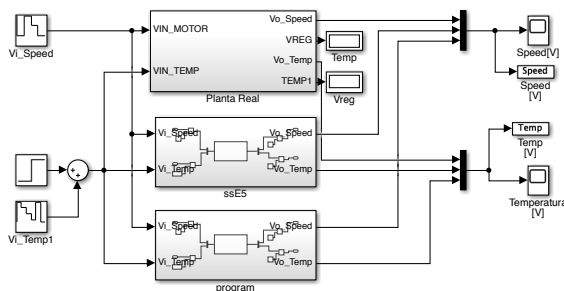 Vi_Speed
VIN_MOTOR
VIN_TEMP
Vo_Speed
VREG
Vo_Temp
TEMP1
Planta Real
Temp
Vreg
Speed[V]
Speed
Speed
[V]
Vi_Speed
Vi_Temp
Vo_Speed
Vo_Temp
ssE5
Temp
Temp
[V]
Temperatura
[V]
Vi_Temp1
Vi_Speed
Vi_Temp
Vo_Speed
Vo_Temp
program